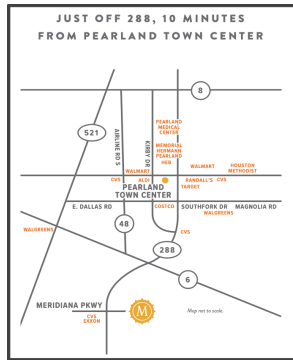 JUST OFF 288, 10 MINUTES
FROM PEARLAND TOWN CENTER
8
521
AIRLINE RD S
KIRBY DR
PEARLAND
MEDICAL
CENTER
MEMORIAL
HERMANN
PEARLAND
HEB
WALMART
WALMART
HOUSTON
METHODIST
CVS
ALDI
RANDALL'S
CVS
TARGET
PEARLAND
TOWN CENTER
E. DALLAS RD
COSTCO
SOUTHFORK DR
MAGNOLIA RD
WALGREENS
WALGREENS
48
CVS
288
6
MERIDIANA PKWY
M
Map not to scale.
CVS
EXXON